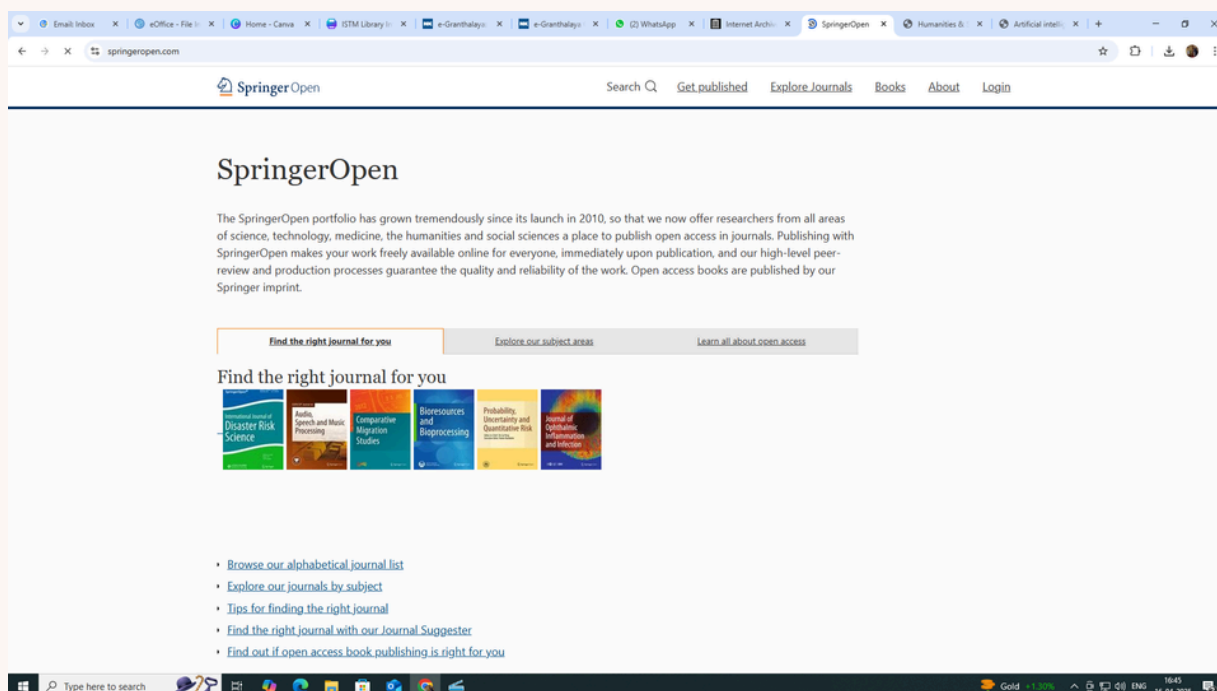 Email: Inbox
eOffice - File
Home - Canva
ISTM Library
e-Granthalaya
e-Granthalaya
(2) WhatsApp
Internet Archiv
SpringerOpen
Humanities &
Artificial intelli
springeropen.com
Springer Open
Search
Get published
Explore Journals
Books
About
Login
SpringerOpen
The SpringerOpen portfolio has grown tremendously since its launch in 2010, so that we now offer researchers from all areas
of science, technology, medicine, the humanities and social sciences a place to publish open access in journals. Publishing with
SpringerOpen makes your work freely available online for everyone, immediately upon publication, and our high-level peer-
review and production processes guarantee the quality and reliability of the work. Open access books are published by our
Springer imprint.
Find the right journal for you
Explore our subject areas
Learn all about open access
Find the right journal for you
International Journal of
Disaster Risk
Science
Audio,
Speech and Music
Processing
Comparative
Migration
Studies
Bioresources
and
Bioprocessing
Probability,
Uncertainty and
Quantitative Risk
Journal of
Ophthalmic
Inflammation
and Infection
Browse our alphabetical journal list
Explore our journals by subject
Tips for finding the right journal
Find the right journal with our Journal Suggester
Find out if open access book publishing is right for you
Type here to search
Gold +1.30%
ENG
16:45